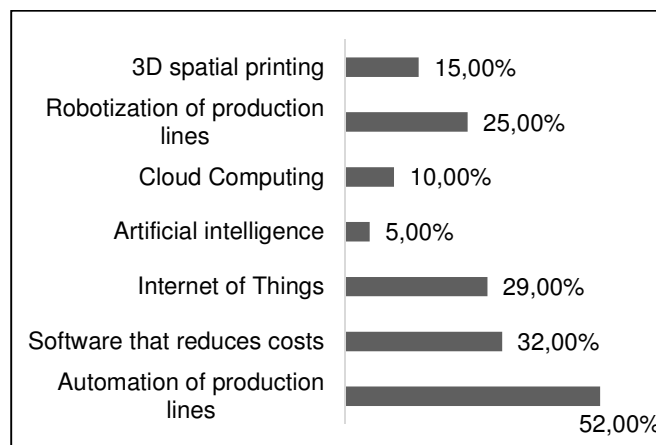 3D spatial printing
15,00%
Robotization of production
lines
25,00%
Cloud Computing
10,00%
Artificial intelligence
5,00%
Internet of Things
29,00%
Software that reduces costs
32,00%
Automation of production
lines
52,00%